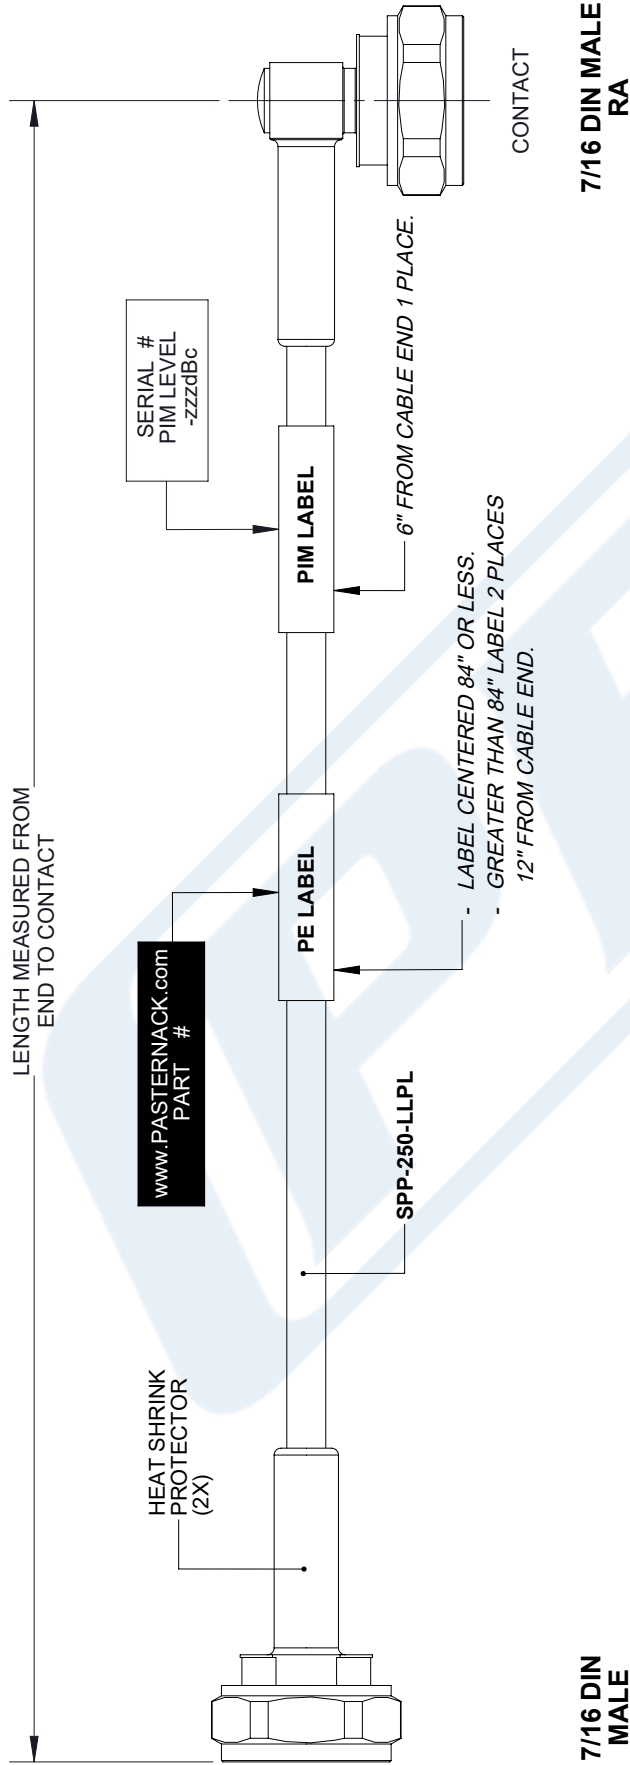 LENGTH MEASURED FROM
END TO CONTACT
SERIAL #
PIM LEVEL
-zzzdBc
www.PASTERNACK.com
PART #
HEAT SHRINK
PROTECTOR
(2X)
PE LABEL
PIM LABEL
SPP-250-LLPL
6" FROM CABLE END 1 PLACE.
- LABEL CENTERED 84" OR LESS.
- GREATER THAN 84" LABEL 2 PLACES
12" FROM CABLE END.
CONTACT
7/16 DIN
MALE
7/16 DIN MALE
RA